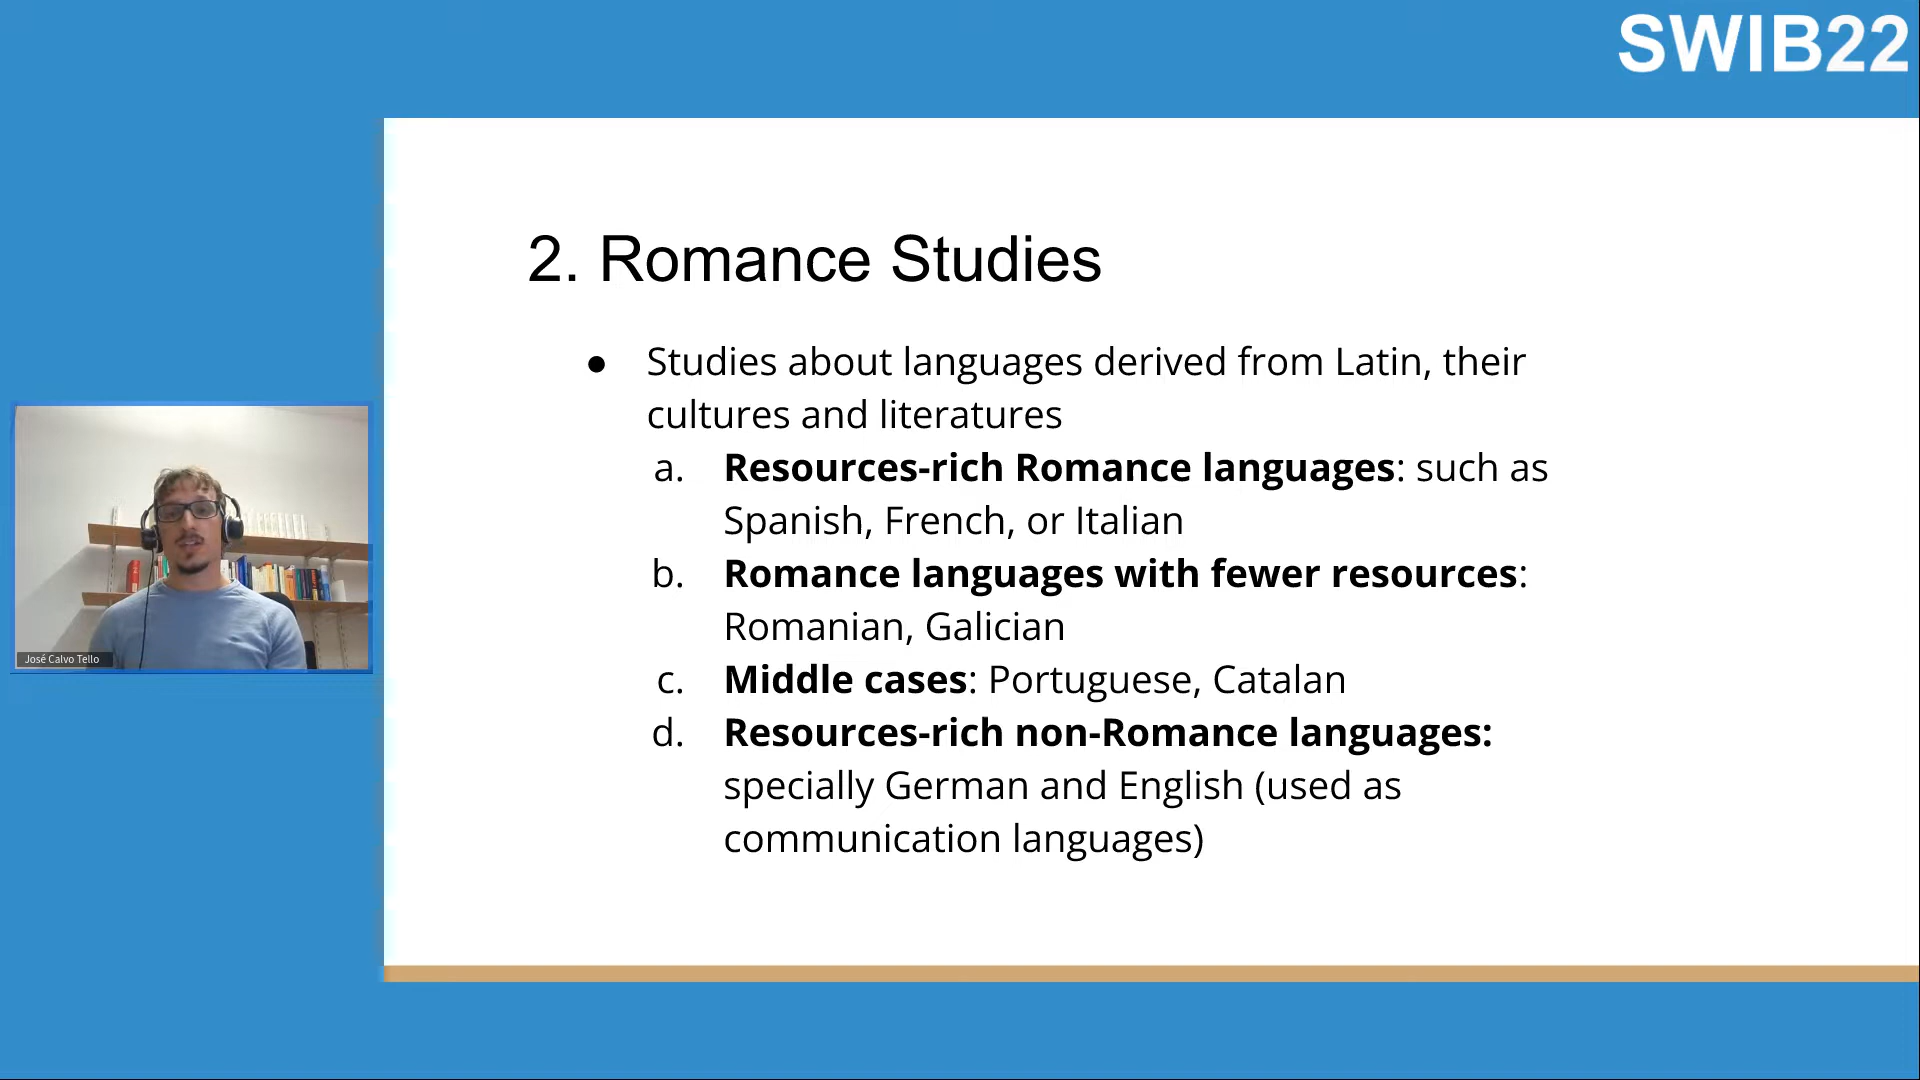 SWIB22
2. Romance Studies
● Studies about languages derived from Latin, their
cultures and literatures
a. Resources-rich Romance languages: such as
Spanish, French, or Italian
b. Romance languages with fewer resources:
Romanian, Galician
c. Middle cases: Portuguese, Catalan
d. Resources-rich non-Romance languages:
specially German and English (used as
communication languages)
José Calvo Tello